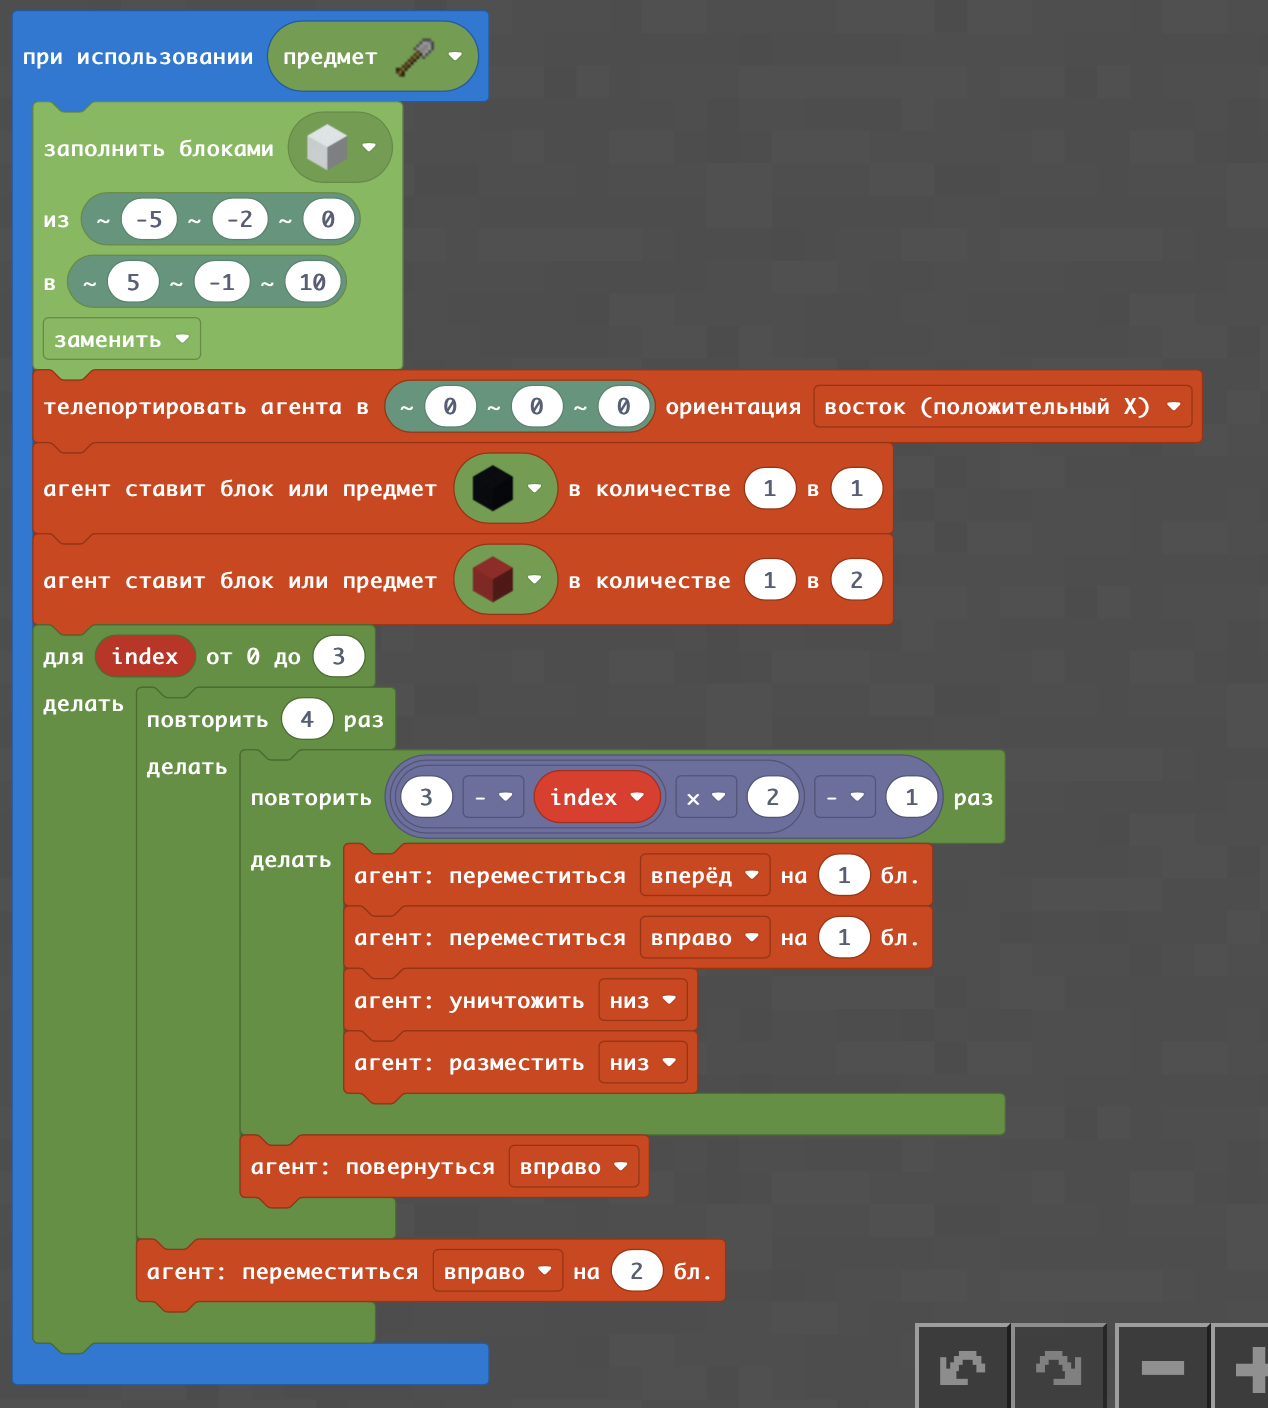 при использовании предмет
заполнить блоками
из ~ -5 ~ -2 ~ 0
в ~ 5 ~ -1 ~ 10
заменить
телепортировать агента в ~ 0 ~ 0 ~ 0 ориентация восток (положительный X)
агент ставит блок или предмет в количестве 1 в 1
агент ставит блок или предмет в количестве 1 в 2
для index от 0 до 3
делать
повторить 4 раз
делать
повторить 3 - index × 2 - 1 раз
делать
агент: переместиться вперёд на 1 бл.
агент: переместиться вправо на 1 бл.
агент: уничтожить низ
агент: разместить низ
агент: повернуться вправо
агент: переместиться вправо на 2 бл.